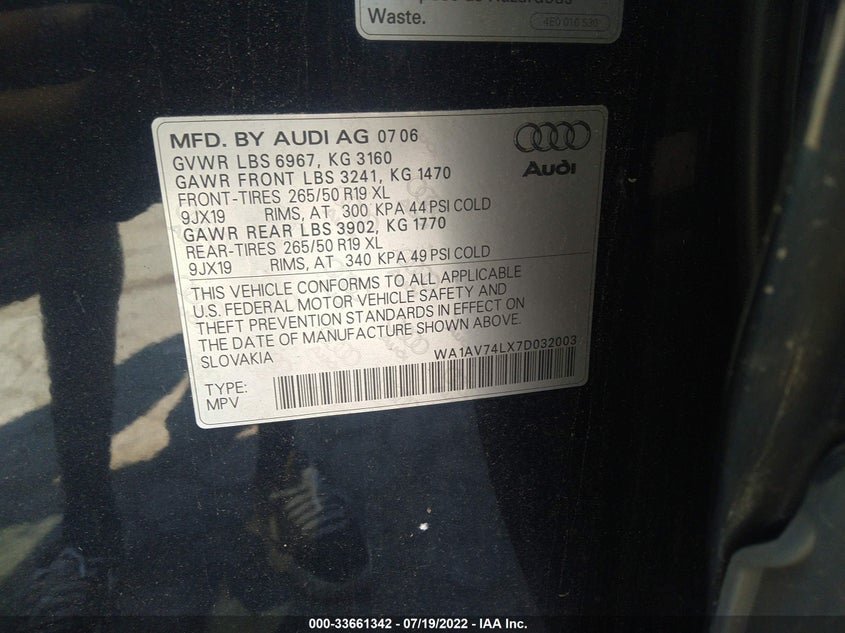 Waste.
4E0 010 530
MFD. BY AUDI AG 07 06
GVWR LBS 6967, KG 3160
GAWR FRONT LBS 3241, KG 1470
FRONT-TIRES 265/50 R19 XL
9JX19 RIMS, AT 300 KPA 44 PSI COLD
GAWR REAR LBS 3902, KG 1770
REAR-TIRES 265/50 R19 XL
9JX19 RIMS, AT 340 KPA 49 PSI COLD
Audi
THIS VEHICLE CONFORMS TO ALL APPLICABLE
U.S. FEDERAL MOTOR VEHICLE SAFETY AND
THEFT PREVENTION STANDARDS IN EFFECT ON
THE DATE OF MANUFACTURE SHOWN ABOVE.
SLOVAKIA WA1AV74LX7D032003
TYPE:
MPV
000-33661342 - 07/19/2022 - IAA Inc.